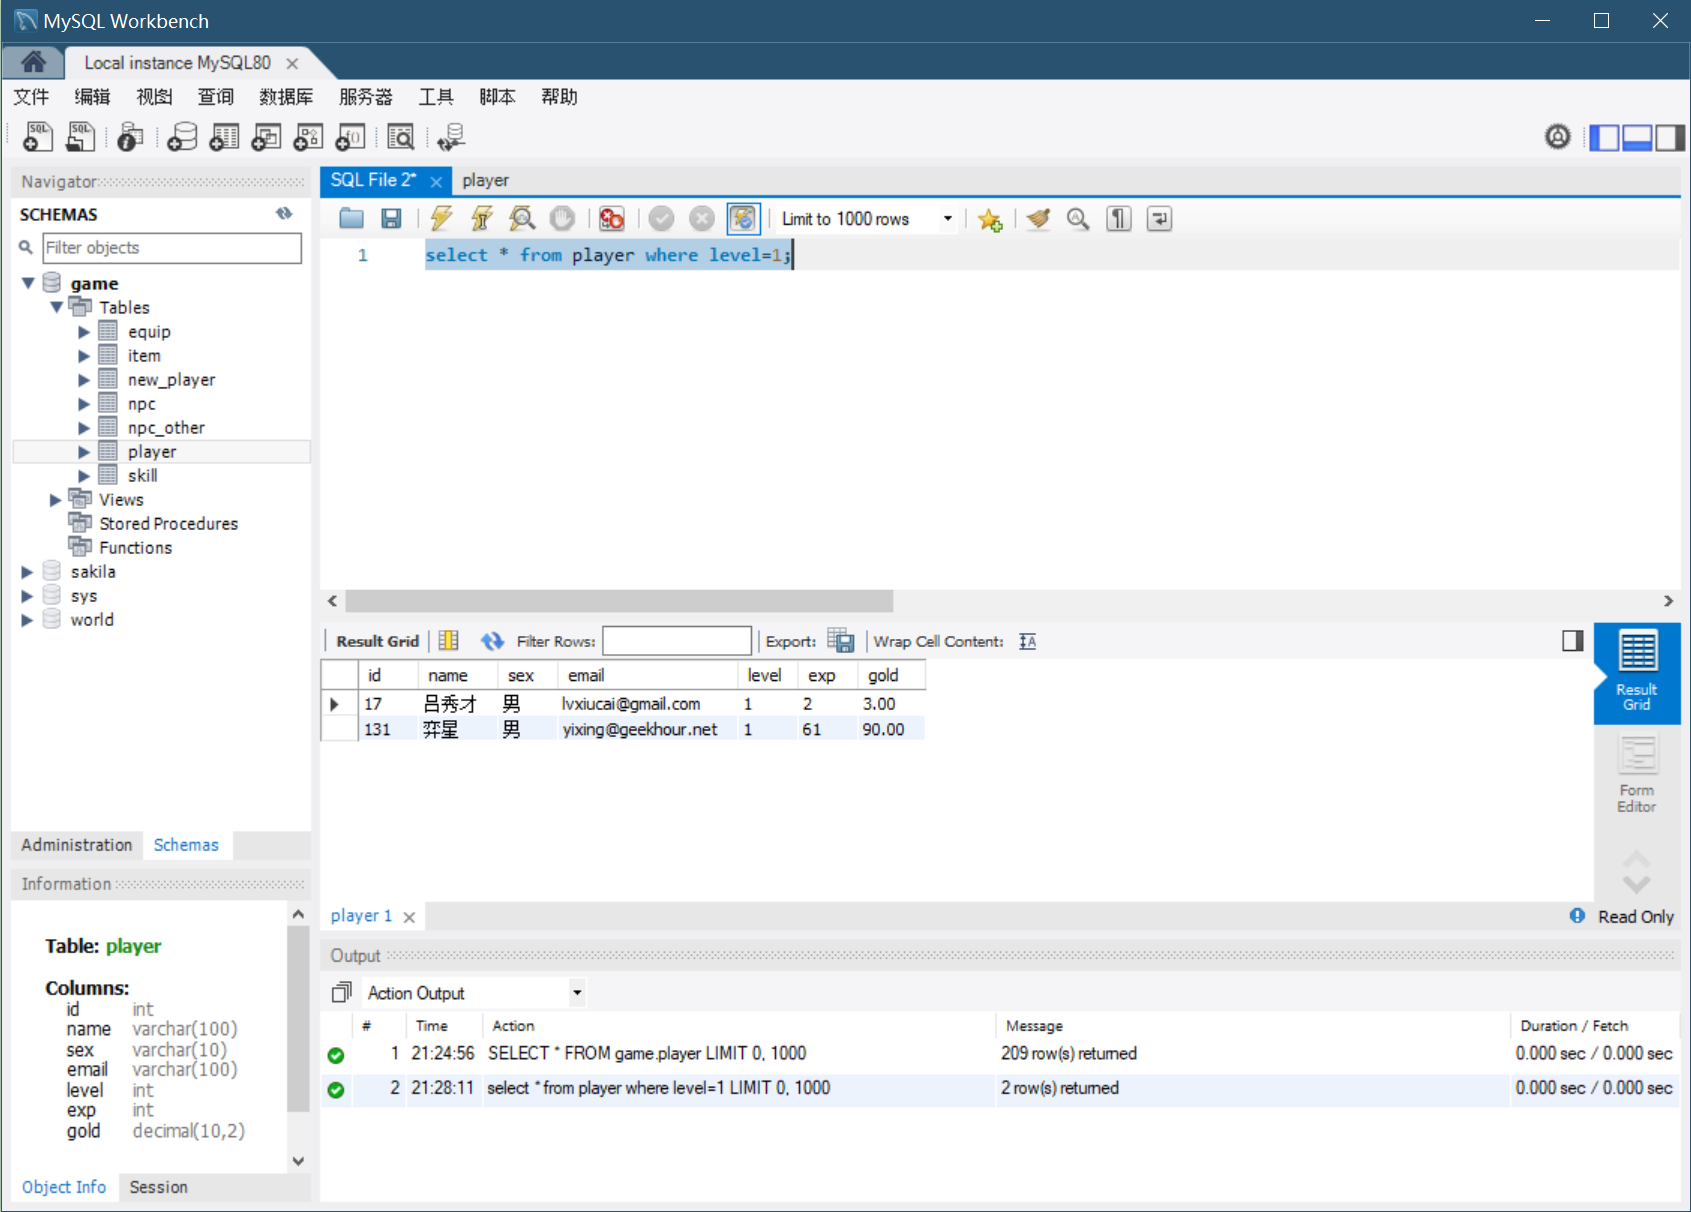 MySQL Workbench
Local instance MySQL80
文件 编辑 视图 查询 数据库 服务器 工具 脚本 帮助
Navigator
SCHEMAS
Filter objects
game
Tables
equip
item
new_player
npc
npc_other
player
skill
Views
Stored Procedures
Functions
sakila
sys
world
Administration Schemas
Information
Table: player
Columns:
id int
name varchar(100)
sex varchar(10)
email varchar(100)
level int
exp int
gold decimal(10,2)
Object Info Session
SQL File 2* player
Limit to 1000 rows
1 select * from player where level=1;
Result Grid Filter Rows: Export: Wrap Cell Content:
id name sex email level exp gold
17 吕秀才 男 lvxiucai@gmail.com 1 2 3.00
131 弈星 男 yixing@geekhour.net 1 61 90.00
Result
Grid
Form
Editor
player 1 Read Only
Output
Action Output
# Time Action Message Duration / Fetch
1 21:24:56 SELECT * FROM game.player LIMIT 0, 1000 209 row(s) returned 0.000 sec / 0.000 sec
2 21:28:11 select * from player where level=1 LIMIT 0, 1000 2 row(s) returned 0.000 sec / 0.000 sec